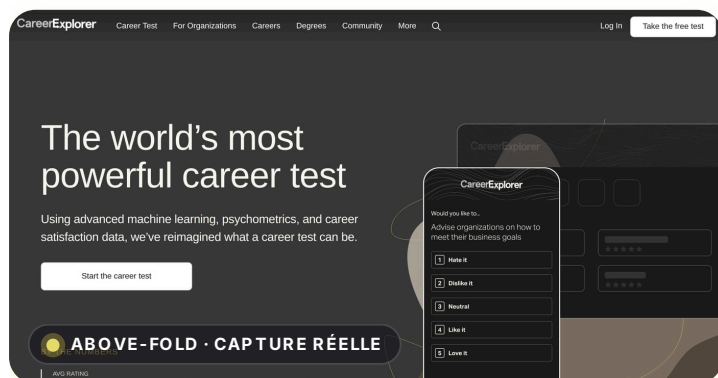 CareerExplorer Career Test For Organizations Careers Degrees Community More Log In Take the free test
The world's most
powerful career test
Using advanced machine learning, psychometrics, and career
satisfaction data, we've reimagined what a career test can be.
Start the career test
ABOVE-FOLD · CAPTURE RÉELLE
THE NUMBERS
AVG RATING
CareerExplorer
CareerExplorer
Would you like to...
Advise organizations on how to
meet their business goals
1 Hate it
2 Dislike it
3 Neutral
4 Like it
5 Love it